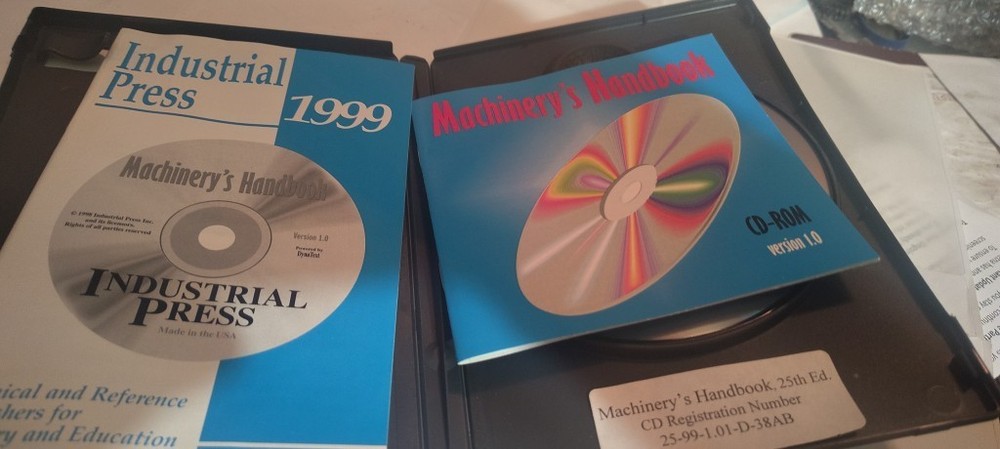 Industrial
Press
1999
Machinery's Handbook
© 1998 Industrial Press Inc.
and its licensors.
Rights of all parties reserved
Version 1.0
Powered by
DynaText
INDUSTRIAL
PRESS
Made in the USA
ical and Reference
hers for
ry and Education
Machinery's Handbook
CD-ROM
version 1.0
Machinery's Handbook, 25th Ed.
CD Registration Number
25-99-1.01-D-38AB